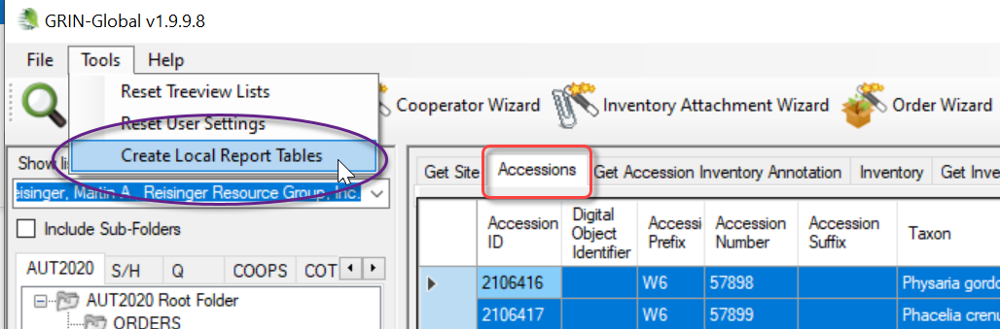 GRIN-Global v1.9.9.8
File Tools Help
Reset Treeview Lists
Reset User Settings
Create Local Report Tables
Cooperator Wizard Inventory Attachment Wizard Order Wizard
Show
Martin A., Reisinger Resource Group, Inc.
Include Sub-Folders
AUT2020 S/H Q COOPS COT
AUT2020 Root Folder
ORDERS
Get Site Accessions Get Accession Inventory Annotation Inventory Get Inve
Accession ID Digital Object Identifier Accessi Prefix Accession Number Accession Suffix Taxon
2106416 W6 57898 Physaria gordo
2106417 W6 57899 Phacelia crenu